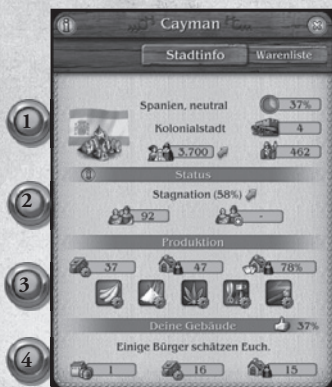 Cayman
Stadtinfo Warenliste
1
Spanien, neutral 37%
Kolonialstadt 4
3.700 462
Status
2
Stagnation (58%)
92 -
Produktion
3
37 47 78%
Deine Gebäude 37%
4
Einige Bürger schätzen Euch.
1 16 15